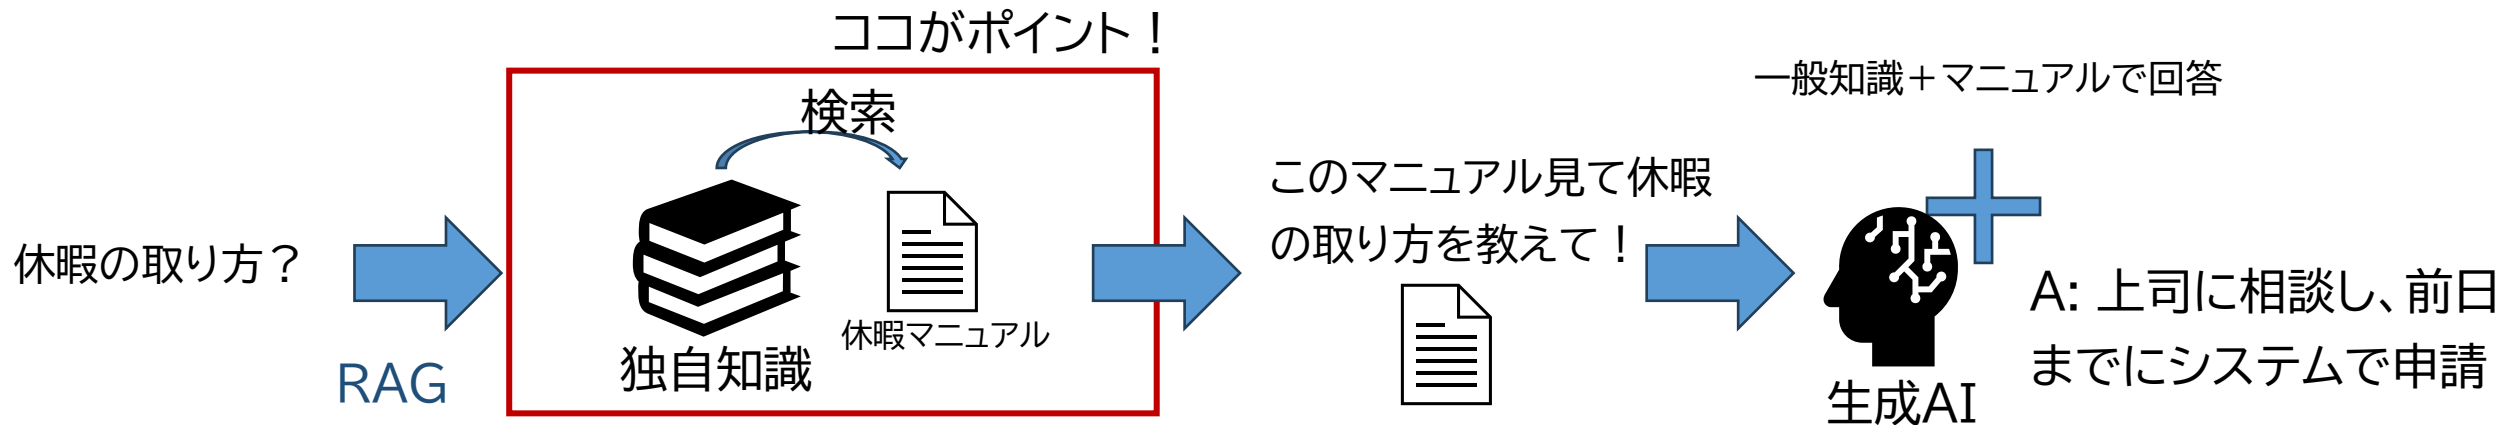 ココがポイント！
一般知識＋マニュアルで回答
検索
このマニュアル見て休暇
の取り方を教えて！
休暇の取り方？
A: 上司に相談し、前日
までにシステムで申請
休暇マニュアル
独自知識
RAG
生成AI